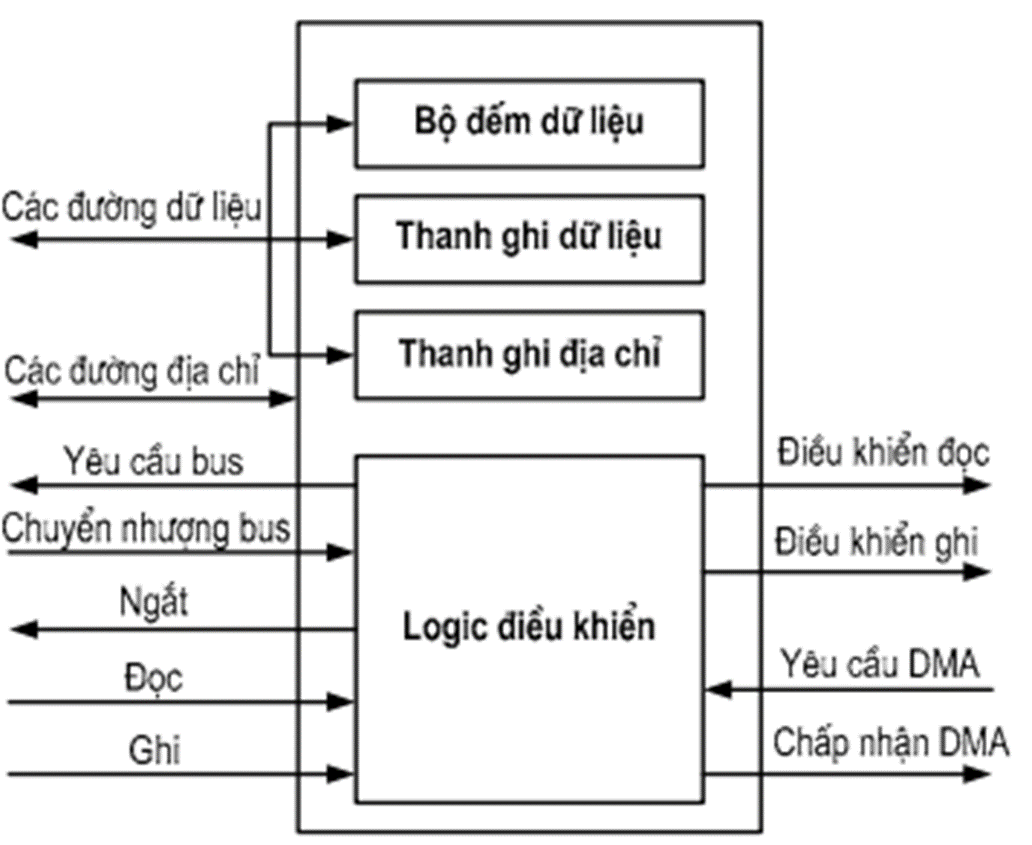 Bộ đếm dữ liệu
Các đường dữ liệu
Thanh ghi dữ liệu
Thanh ghi địa chỉ
Các đường địa chỉ
Yêu cầu bus
Chuyển nhượng bus
Ngắt
Đọc
Ghi
Logic điều khiển
Điều khiển đọc
Điều khiển ghi
Yêu cầu DMA
Chấp nhận DMA